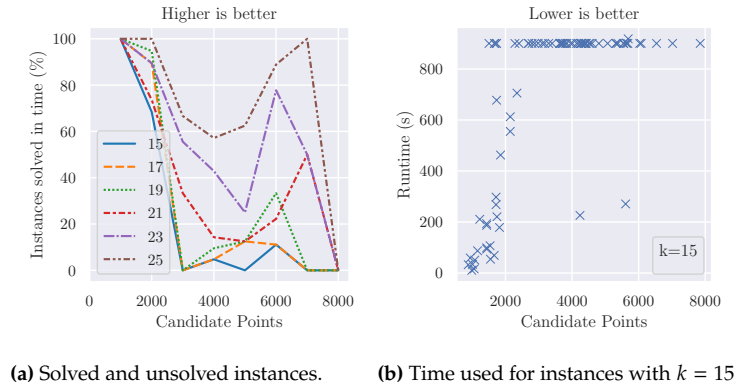 Higher is better
Instances solved in time (%)
100
80
60
40
20
0
15
17
19
21
23
25
0 2000 4000 6000 8000
Candidate Points
(a) Solved and unsolved instances.
Lower is better
Runtime (s)
800
600
400
200
0
k=15
2000 4000 6000 8000
Candidate Points
(b) Time used for instances with k = 15